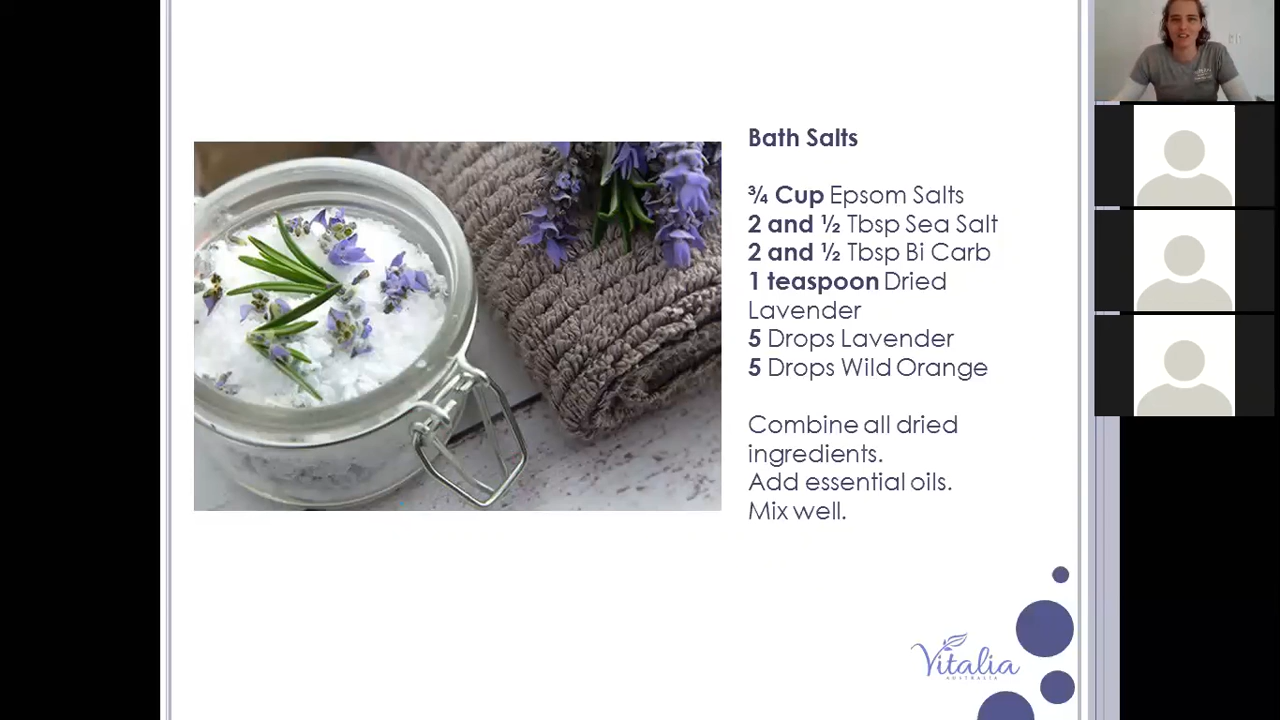 Bath Salts
¾ Cup Epsom Salts
2 and ½ Tbsp Sea Salt
2 and ½ Tbsp Bi Carb
1 teaspoon Dried
Lavender
5 Drops Lavender
5 Drops Wild Orange
Combine all dried
ingredients.
Add essential oils.
Mix well.
Vitalia
AUSTRALIA